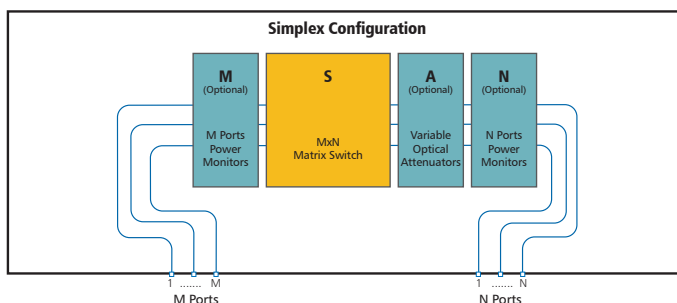 Simplex Configuration
M
(Optional)
M Ports
Power
Monitors
S
MxN
Matrix Switch
A
(Optional)
Variable
Optical
Attenuators
N
(Optional)
N Ports
Power
Monitors
1 ....... M
M Ports
1 ....... N
N Ports